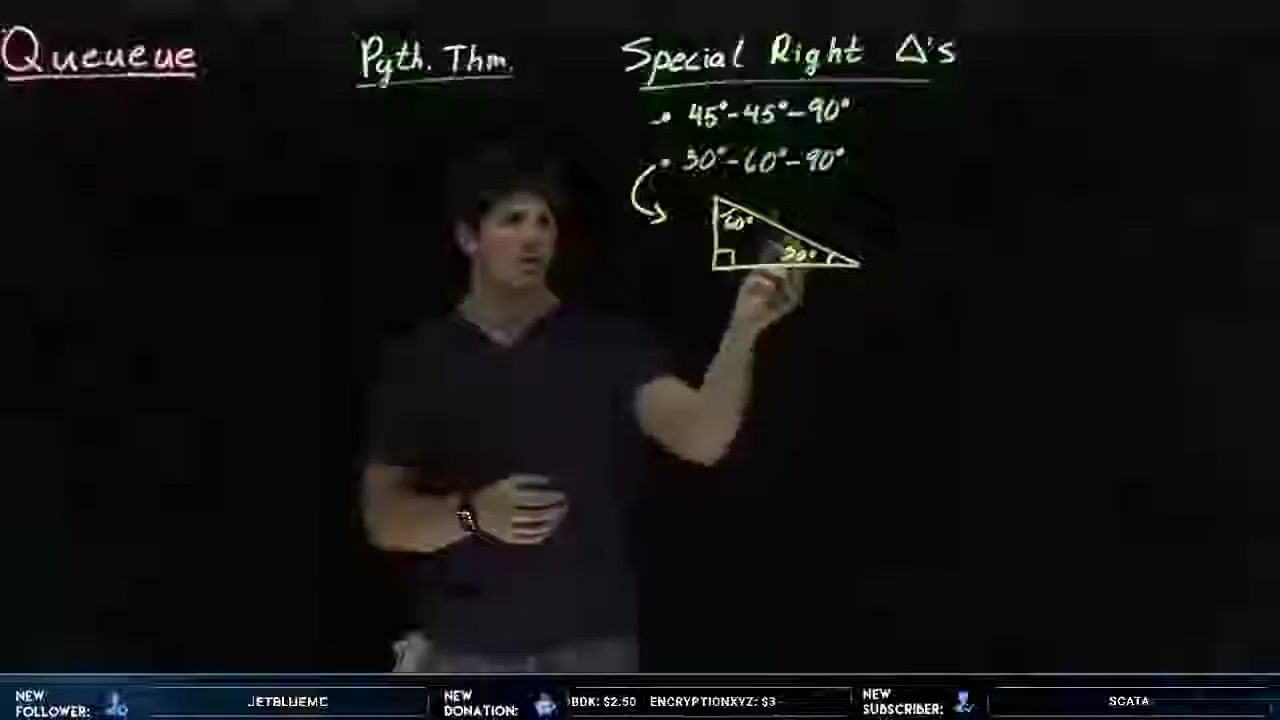 Queueue
Pyth. Thm.
Special Right Δ's
• 45°-45°-90°
• 30°-60°-90°
60°
30°
NEW FOLLOWER:
JETBLUEMC
NEW DONATION:
BDK: $2.50 ENCRYPTIONXYZ: $3
NEW SUBSCRIBER:
SCATA